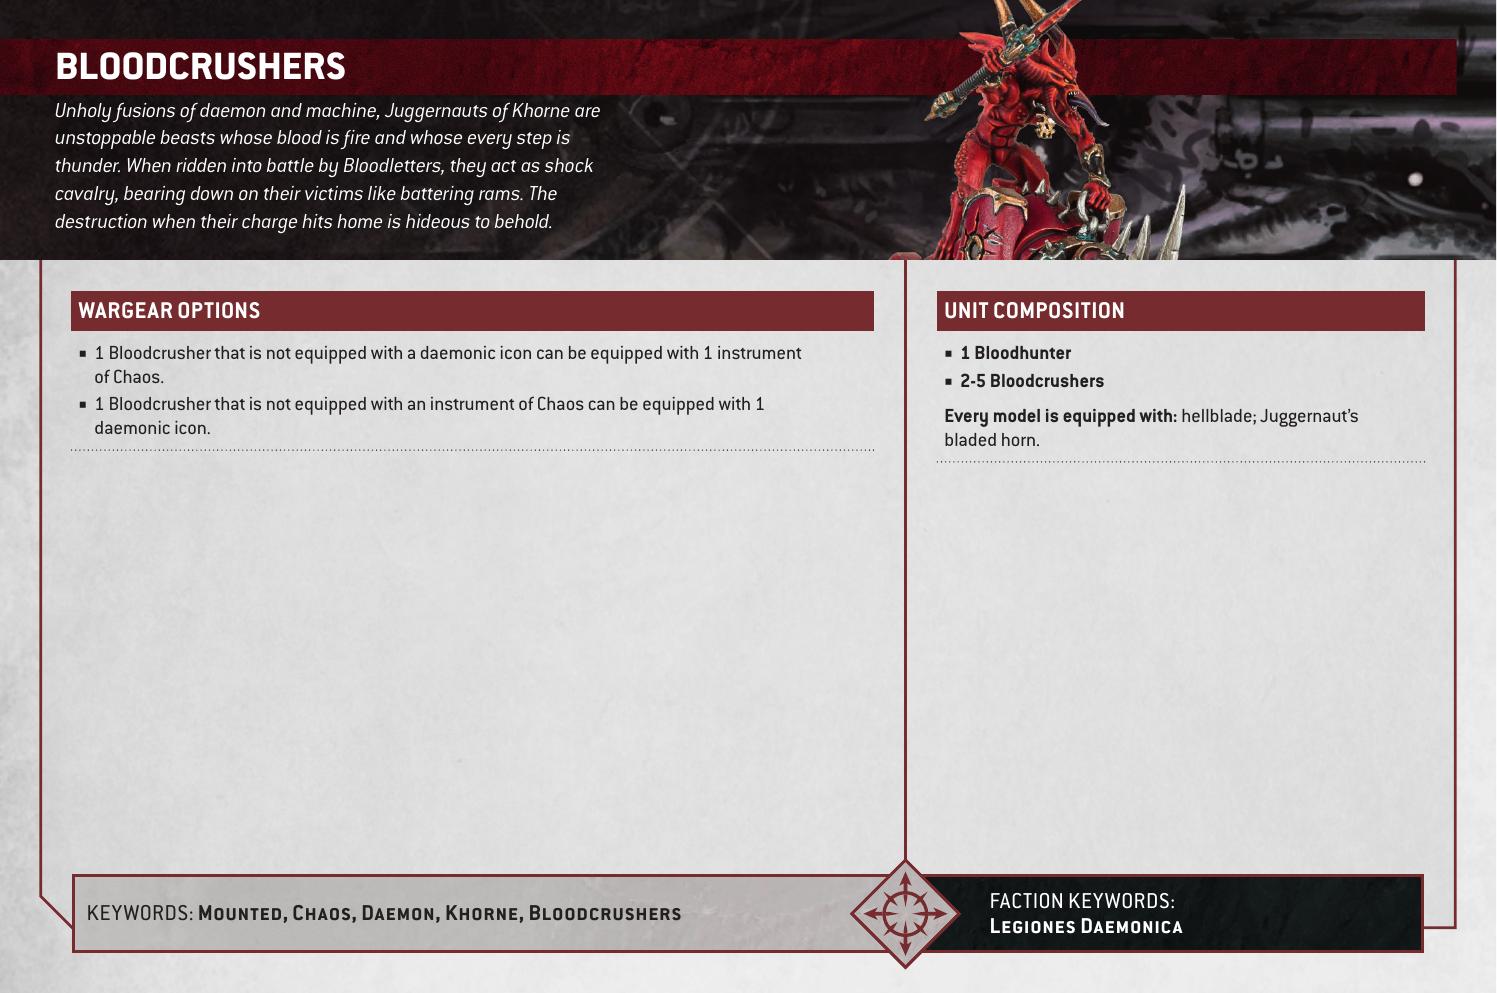 BLOODCRUSHERS
Unholy fusions of daemon and machine, Juggernauts of Khorne are
unstoppable beasts whose blood is fire and whose every step is
thunder. When ridden into battle by Bloodletters, they act as shock
cavalry, bearing down on their victims like battering rams. The
destruction when their charge hits home is hideous to behold.
WARGEAR OPTIONS
▪ 1 Bloodcrusher that is not equipped with a daemonic icon can be equipped with 1 instrument
of Chaos.
▪ 1 Bloodcrusher that is not equipped with an instrument of Chaos can be equipped with 1
daemonic icon.
UNIT COMPOSITION
▪ 1 Bloodhunter
▪ 2-5 Bloodcrushers
Every model is equipped with: hellblade; Juggernaut’s
bladed horn.
KEYWORDS: Mounted, Chaos, Daemon, Khorne, Bloodcrushers
FACTION KEYWORDS:
Legiones Daemonica